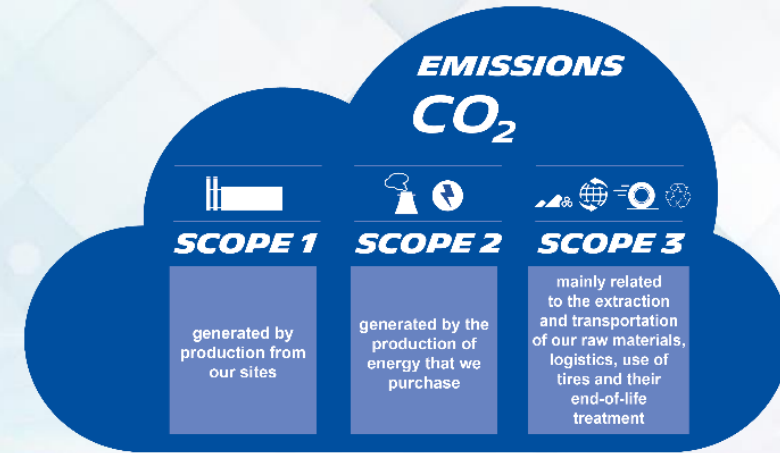 EMISSIONS
CO₂
SCOPE 1
generated by
production from
our sites
SCOPE 2
generated by the
production of
energy that we
purchase
SCOPE 3
mainly related
to the extraction
and transportation
of our raw materials,
logistics, use of
tires and their
end-of-life
treatment